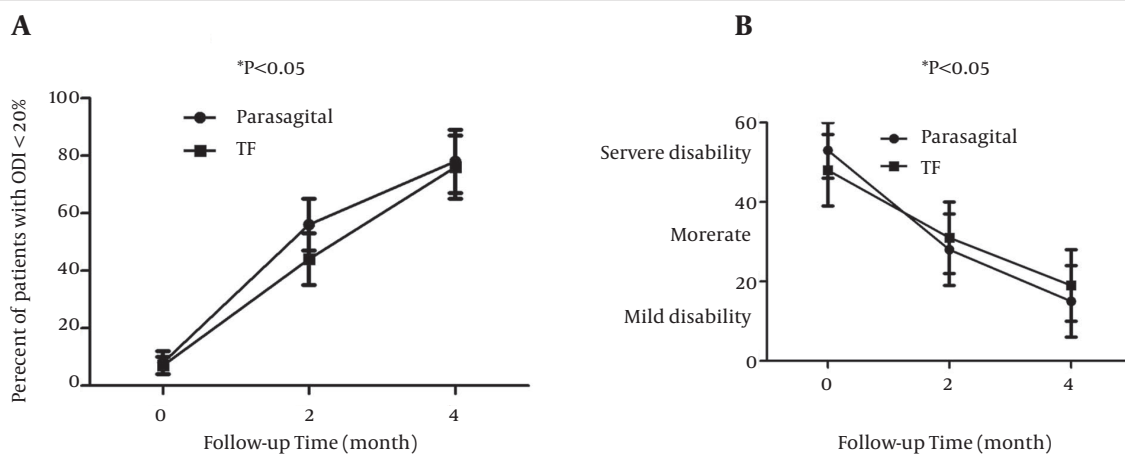 A
*P<0.05
Perecent of patients with ODI < 20%
100
80
60
40
20
0
Parasagital
TF
0 2 4
Follow-up Time (month)
B
*P<0.05
Servere disability
Morerate
Mild disability
60
40
20
0
Parasagital
TF
0 2 4
Follow-up Time (month)